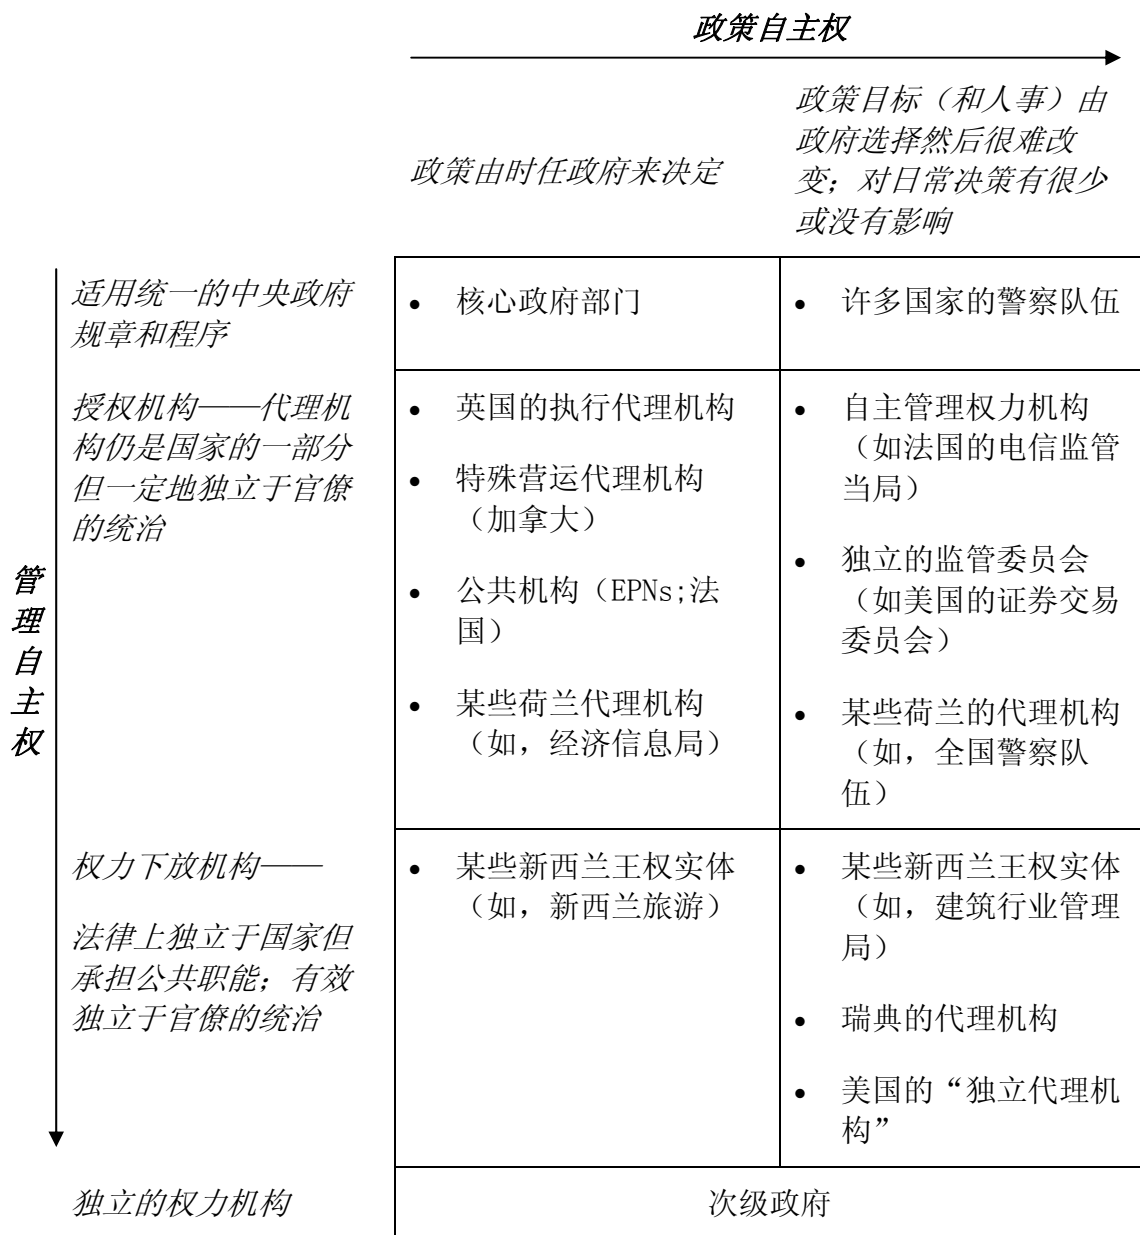 政策自主权
政策由时任政府来决定
政策目标（和人事）由
政府选择然后很难改
变；对日常决策有很少
或没有影响
管
理
自
主
权
适用统一的中央政府
规章和程序
• 核心政府部门
• 许多国家的警察队伍
授权机构——代理机
构仍是国家的一部分
但一定地独立于官僚
的统治
• 英国的执行代理机构
• 特殊营运代理机构
（加拿大）
• 公共机构（EPNs;法
国）
• 某些荷兰代理机构
（如，经济信息局）
• 自主管理权力机构
（如法国的电信监管
当局）
• 独立的监管委员会
（如美国的证券交易
委员会）
• 某些荷兰的代理机构
（如，全国警察队
伍）
权力下放机构——
法律上独立于国家但
承担公共职能；有效
独立于官僚的统治
• 某些新西兰王权实体
（如，新西兰旅游）
• 某些新西兰王权实体
（如，建筑行业管理
局）
• 瑞典的代理机构
• 美国的“独立代理机
构”
独立的权力机构
次级政府